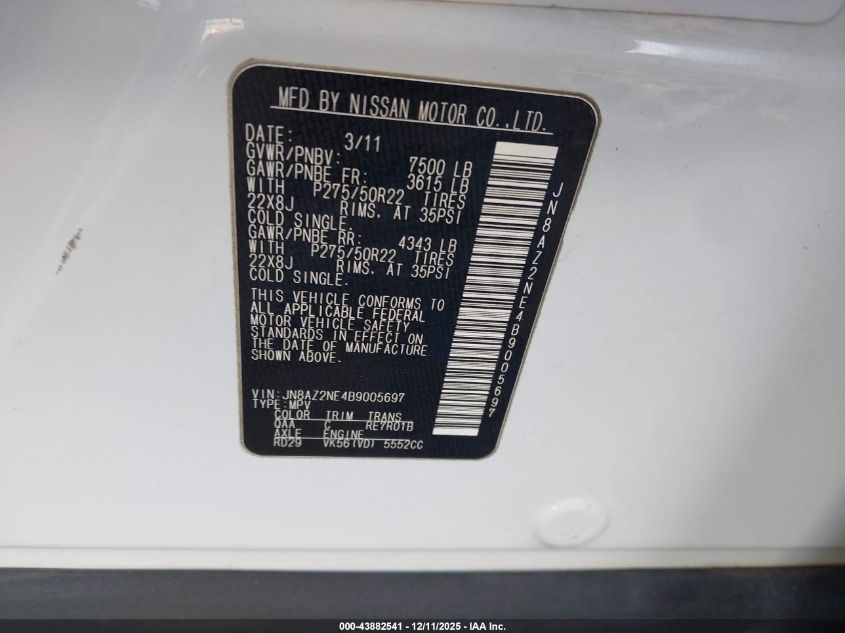 MFD BY NISSAN MOTOR CO.,LTD.
DATE: 3/11
GVWR/PNBV: 7500 LB
GAWR/PNBE FR: 3615 LB
WITH P275/50R22 TIRES
22X8J RIMS. AT 35PSI
COLD SINGLE.
GAWR/PNBE RR: 4343 LB
WITH P275/50R22 TIRES
22X8J RIMS. AT 35PSI
COLD SINGLE.
THIS VEHICLE CONFORMS TO
ALL APPLICABLE FEDERAL
MOTOR VEHICLE SAFETY
STANDARDS IN EFFECT ON
THE DATE OF MANUFACTURE
SHOWN ABOVE.
VIN:JN8AZ2NE4B9005697
TYPE:MPV
COLOR TRIM TRANS
QAA C RE7R01B
AXLE ENGINE
RD29 VK56(VD) 5552CC
JN8AZ2NE4B9005697
000-43882541 - 12/11/2025 - IAA Inc.